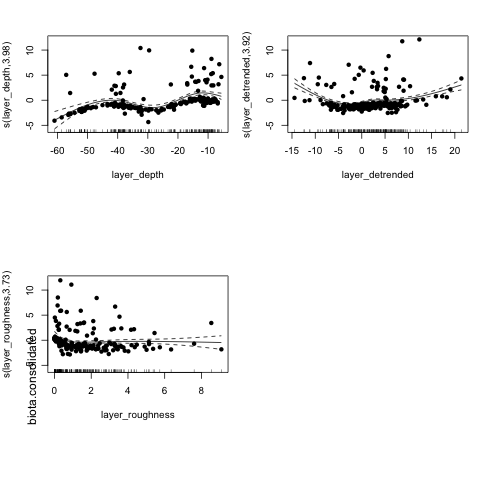 s(layer_depth,3.98)
-5 0 5 10
-60 -50 -40 -30 -20 -10
layer_depth
s(layer_detrended,3.92)
-5 0 5 10
-15 -10 -5 0 5 10 15 20
layer_detrended
s(layer_roughness,3.73)
biota.consolidated
-5 0 5 10
0 2 4 6 8
layer_roughness